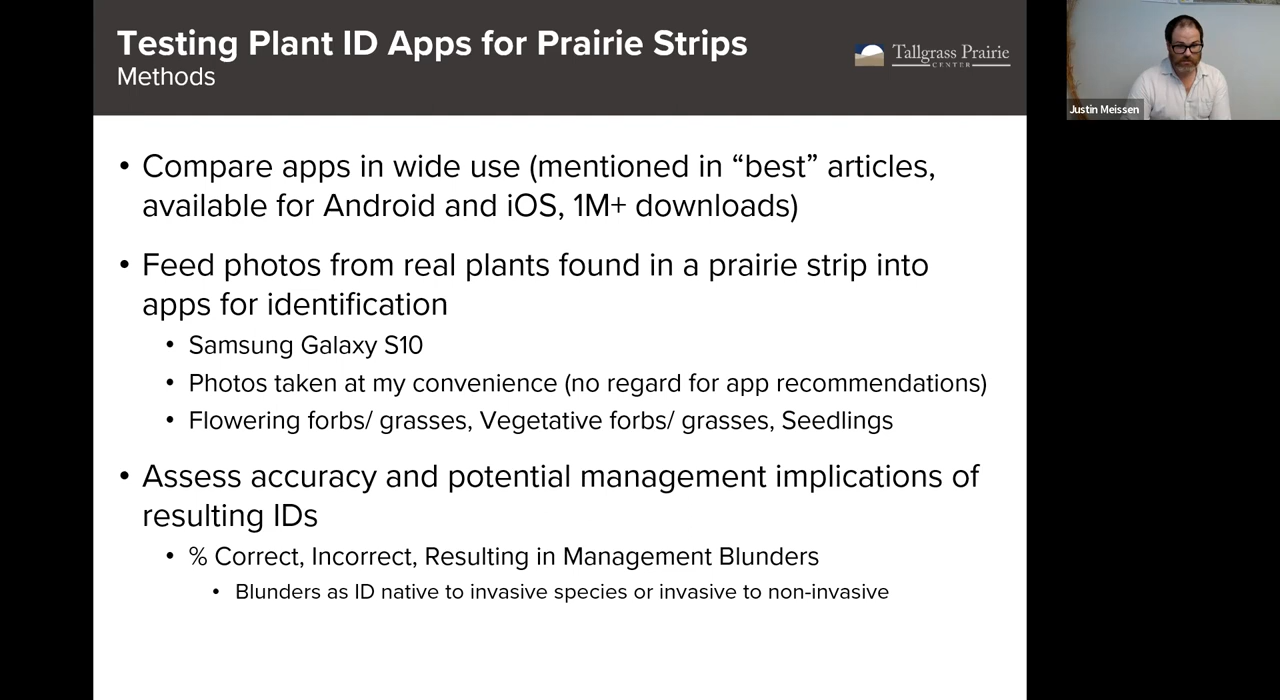 Testing Plant ID Apps for Prairie Strips
Methods
Tallgrass Prairie
CENTER
Justin Meissen
• Compare apps in wide use (mentioned in “best” articles,
available for Android and iOS, 1M+ downloads)
• Feed photos from real plants found in a prairie strip into
apps for identification
• Samsung Galaxy S10
• Photos taken at my convenience (no regard for app recommendations)
• Flowering forbs/ grasses, Vegetative forbs/ grasses, Seedlings
• Assess accuracy and potential management implications of
resulting IDs
• % Correct, Incorrect, Resulting in Management Blunders
• Blunders as ID native to invasive species or invasive to non-invasive